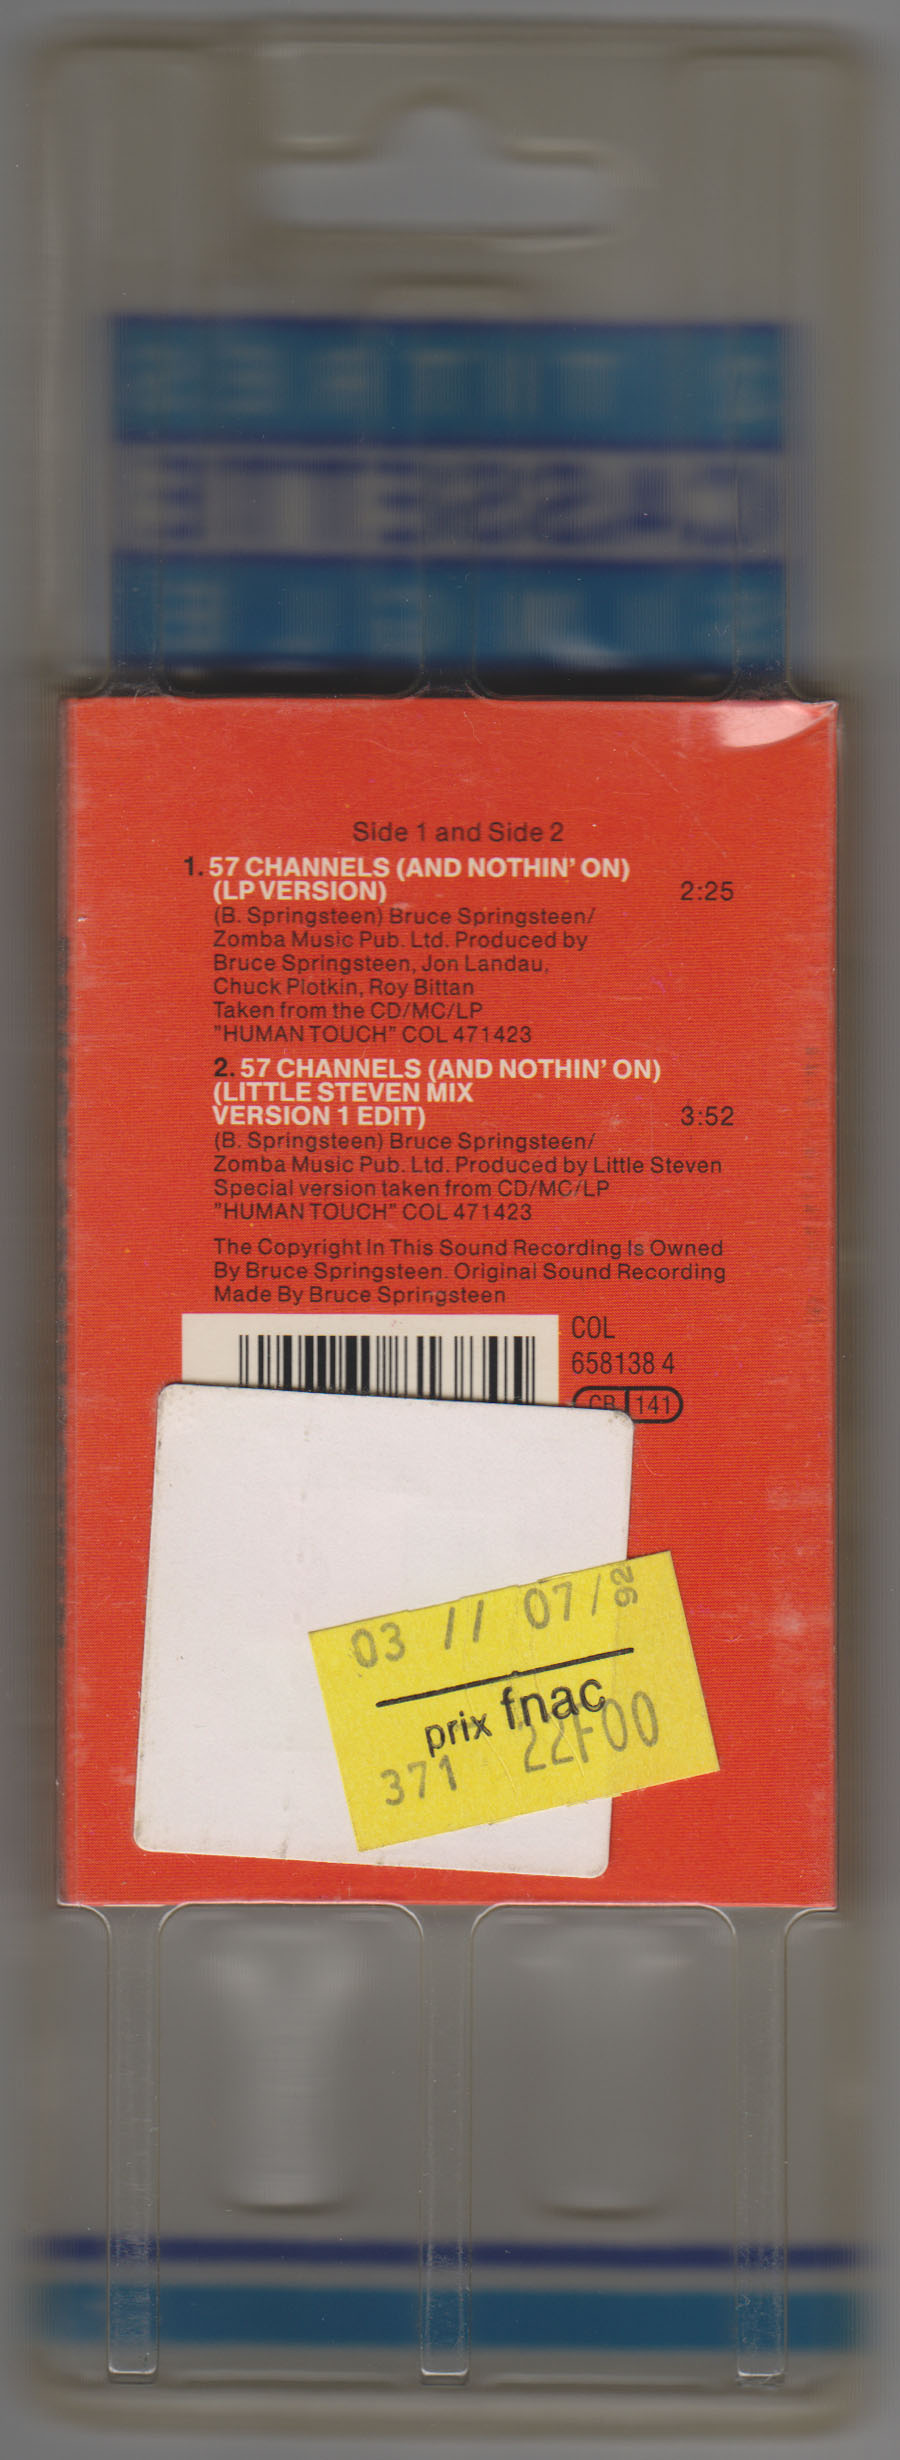 2 TITRES
CASSETTE
Side 1 and Side 2
1. 57 CHANNELS (AND NOTHIN' ON)
(LP VERSION) 2:25
(B. Springsteen) Bruce Springsteen/
Zomba Music Pub. Ltd. Produced by
Bruce Springsteen, Jon Landau,
Chuck Plotkin, Roy Bittan
Taken from the CD/MC/LP
"HUMAN TOUCH" COL 471423
2. 57 CHANNELS (AND NOTHIN' ON)
(LITTLE STEVEN MIX
VERSION 1 EDIT) 3:52
(B. Springsteen) Bruce Springsteen/
Zomba Music Pub. Ltd. Produced by Little Steven
Special version taken from CD/MC/LP
"HUMAN TOUCH" COL 471423
The Copyright In This Sound Recording Is Owned
By Bruce Springsteen. Original Sound Recording
Made By Bruce Springsteen
COL
658138 4
CB 141
03 // 07/92
prix fnac
371 22F00